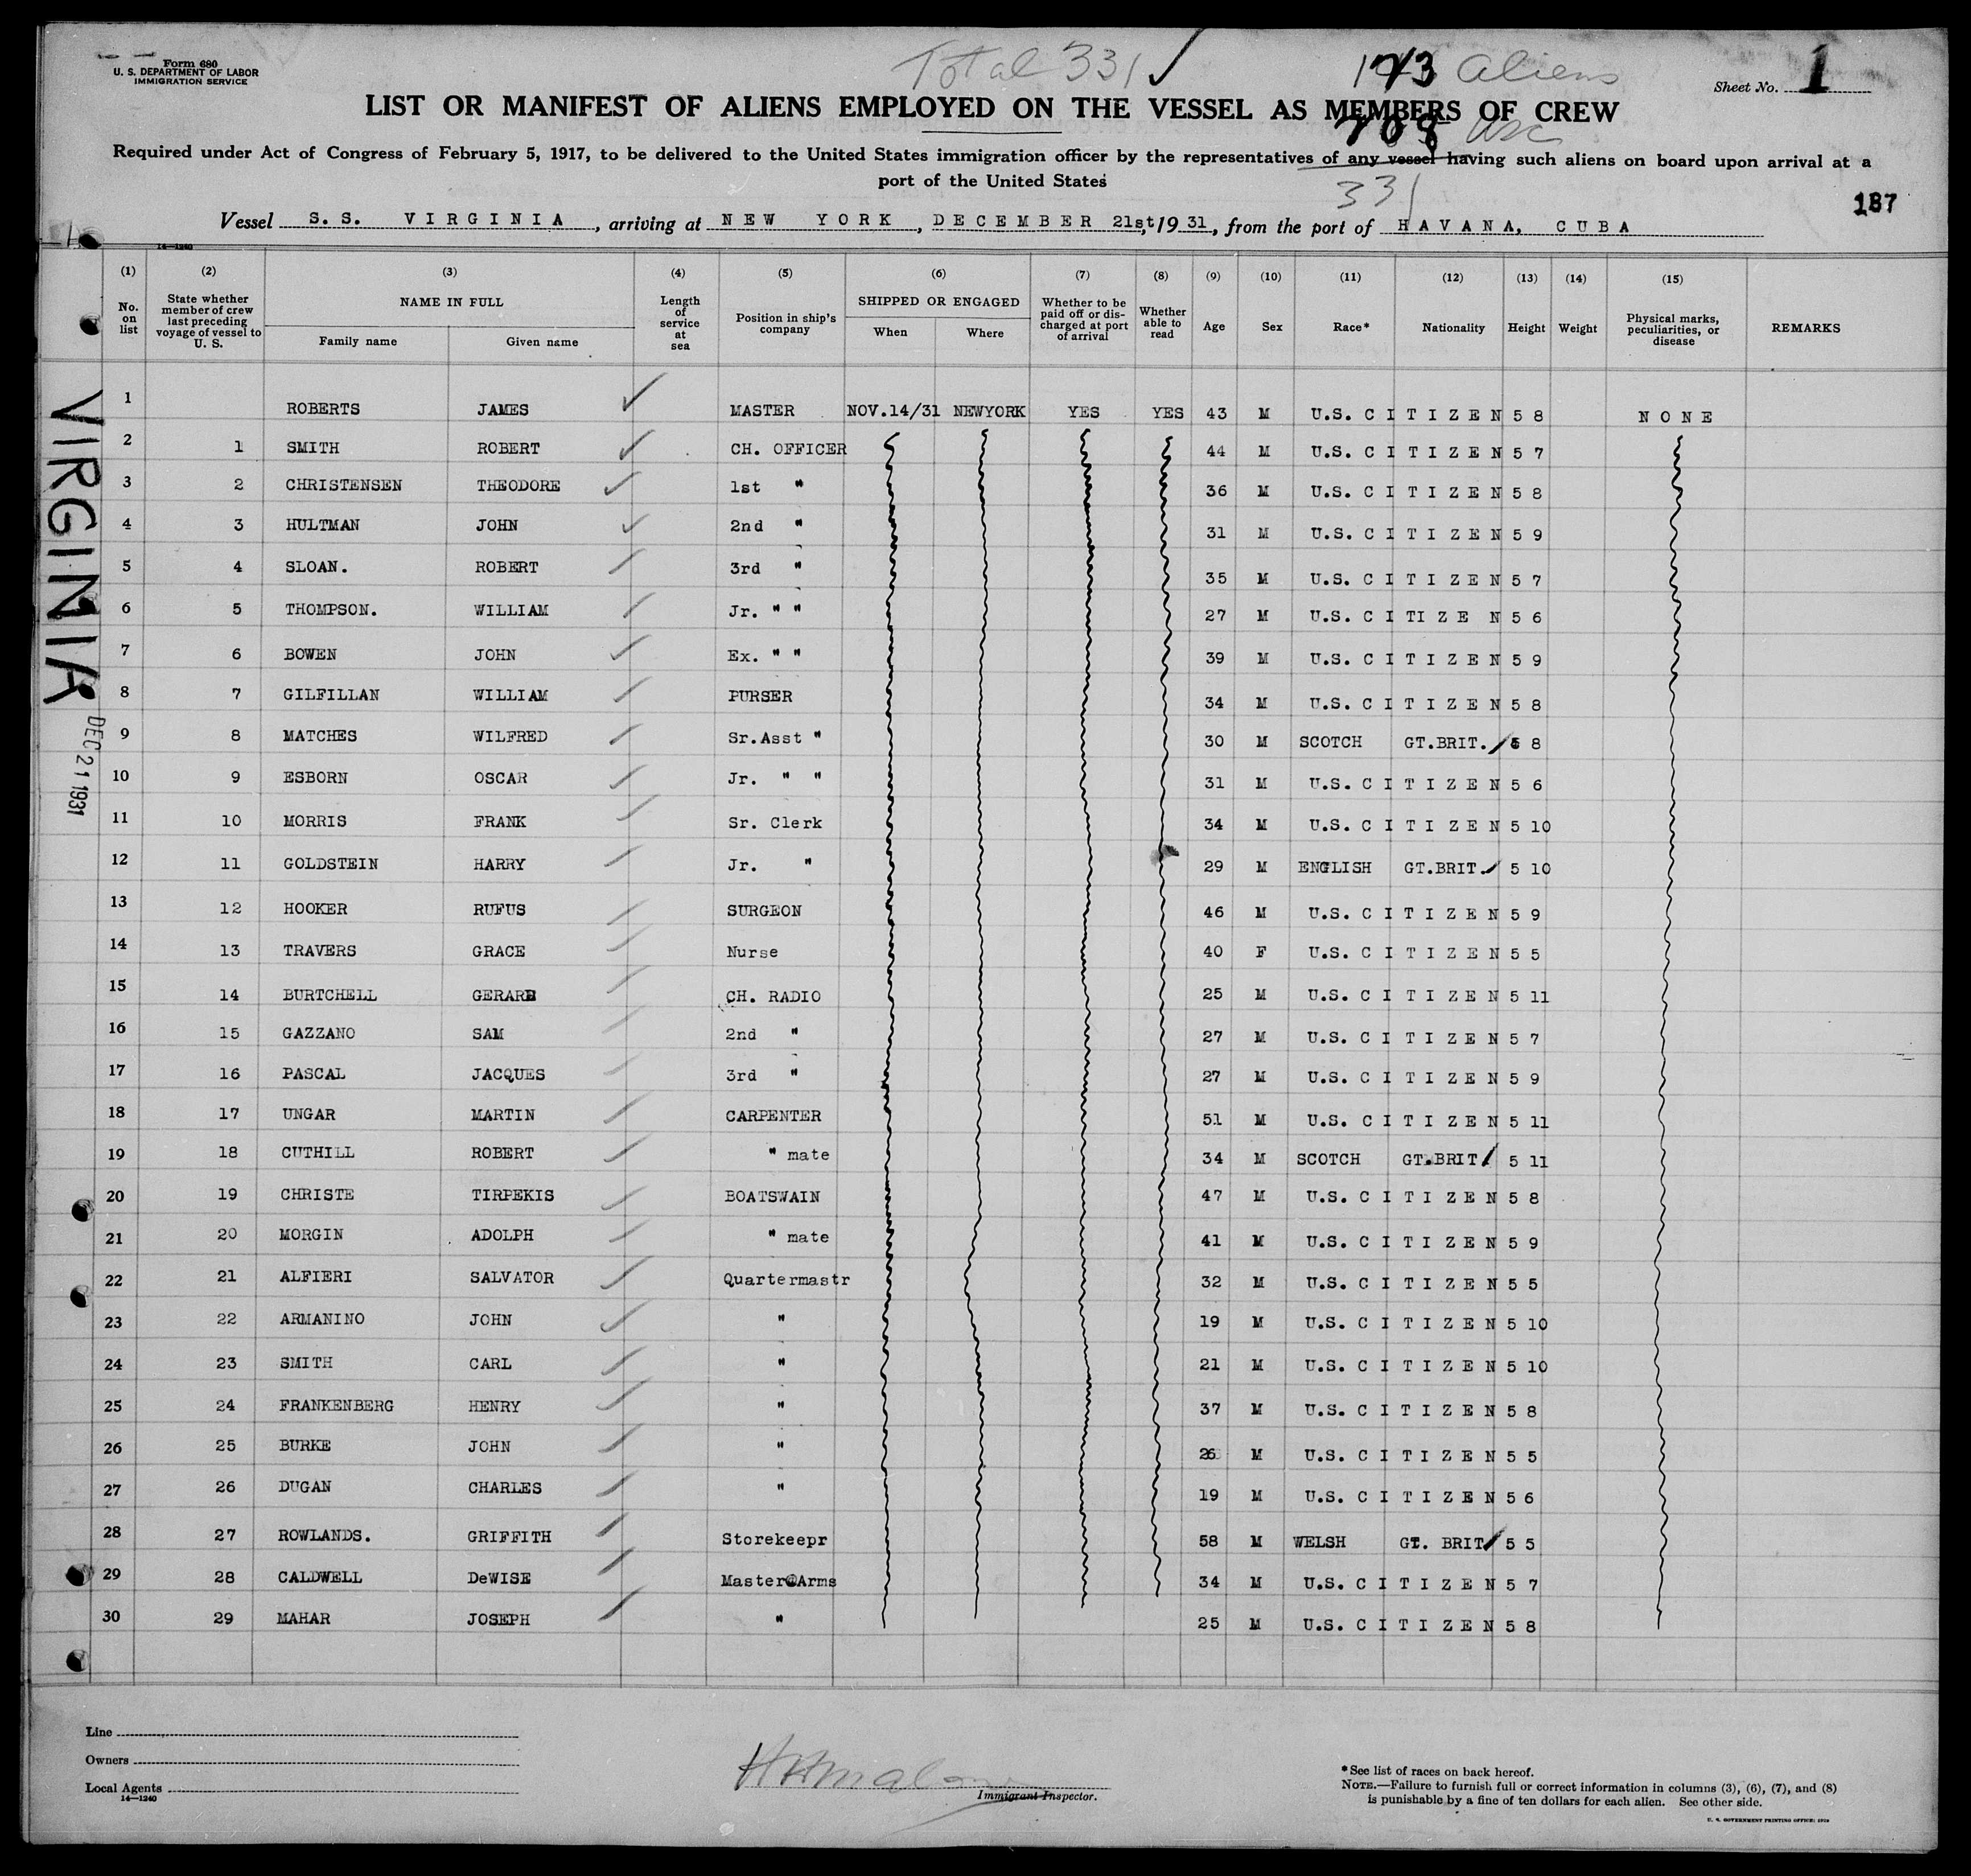 Form 680
U. S. DEPARTMENT OF LABOR
IMMIGRATION SERVICE
Total 331
Aliens
Sheet No. 1
LIST OR MANIFEST OF ALIENS EMPLOYED ON THE VESSEL AS MEMBERS OF CREW
Required under Act of Congress of February 5, 1917, to be delivered to the United States immigration officer by the representatives of any vessel having such aliens on board upon arrival at a
port of the United States
331
187
Vessel S. S. VIRGINIA, arriving at NEW YORK, DECEMBER 21st, 1931, from the port of HAVANA, CUBA
14-1240
(1) (2) (3) (4) (5) (6) (7) (8) (9) (10) (11) (12) (13) (14) (15)
No. on list State whether member of crew last preceding voyage of vessel to U. S. NAME IN FULL Family name Given name Length of service at sea Position in ship's company SHIPPED OR ENGAGED When Where Whether to be paid off or discharged at port of arrival Whether able to read Age Sex Race* Nationality Height Weight Physical marks, peculiarities, or disease REMARKS
1 ROBERTS JAMES MASTER NOV.14/31 NEWYORK YES YES 43 M U.S. CITIZEN 5 8 NONE
2 1 SMITH ROBERT CH. OFFICER 44 M U.S. CITIZEN 5 7
3 2 CHRISTENSEN THEODORE 1st " 36 M U.S. CITIZEN 5 8
4 3 HULTMAN JOHN 2nd " 31 M U.S. CITIZEN 5 9
5 4 SLOAN. ROBERT 3rd " 35 M U.S. CITIZEN 5 7
6 5 THOMPSON. WILLIAM Jr. " " 27 M U.S. CITIZEN 5 6
7 6 BOWEN JOHN Ex. " " 39 M U.S. CITIZEN 5 9
8 7 GILFILLAN WILLIAM PURSER 34 M U.S. CITIZEN 5 8
9 8 MATCHES WILFRED Sr.Asst " 30 M SCOTCH GT.BRIT. 5 8
10 9 ESBORN OSCAR Jr. " " 31 M U.S. CITIZEN 5 6
11 10 MORRIS FRANK Sr. Clerk 34 M U.S. CITIZEN 5 10
12 11 GOLDSTEIN HARRY Jr. " 29 M ENGLISH GT.BRIT. 5 10
13 12 HOOKER RUFUS SURGEON 46 M U.S. CITIZEN 5 9
14 13 TRAVERS GRACE Nurse 40 F U.S. CITIZEN 5 5
15 14 BURTCHELL GERARD CH. RADIO 25 M U.S. CITIZEN 5 11
16 15 GAZZANO SAM 2nd " 27 M U.S. CITIZEN 5 7
17 16 PASCAL JACQUES 3rd " 27 M U.S. CITIZEN 5 9
18 17 UNGAR MARTIN CARPENTER 51 M U.S. CITIZEN 5 11
19 18 CUTHILL ROBERT " mate 34 M SCOTCH GT.BRIT 5 11
20 19 CHRISTE TIRPEKIS BOATSWAIN 47 M U.S. CITIZEN 5 8
21 20 MORGIN ADOLPH " mate 41 M U.S. CITIZEN 5 9
22 21 ALFIERI SALVATOR Quartermastr 32 M U.S. CITIZEN 5 5
23 22 ARMANINO JOHN " 19 M U.S. CITIZEN 5 10
24 23 SMITH CARL " 21 M U.S. CITIZEN 5 10
25 24 FRANKENBERG HENRY " 37 M U.S. CITIZEN 5 8
26 25 BURKE JOHN " 26 M U.S. CITIZEN 5 5
27 26 DUGAN CHARLES " 19 M U.S. CITIZEN 5 6
28 27 ROWLANDS. GRIFFITH Storekeepr 58 M WELSH GT. BRIT 5 5
29 28 CALDWELL DeWISE Master@Arms 34 M U.S. CITIZEN 5 7
30 29 MAHAR JOSEPH " 25 M U.S. CITIZEN 5 8
VIRGINIA
DEC 21 1931
Line
Owners
Local Agents
14—1240
Immigrant Inspector.
*See list of races on back hereof.
NOTE.—Failure to furnish full or correct information in columns (3), (6), (7), and (8)
is punishable by a fine of ten dollars for each alien. See other side.
U. S. GOVERNMENT PRINTING OFFICE: